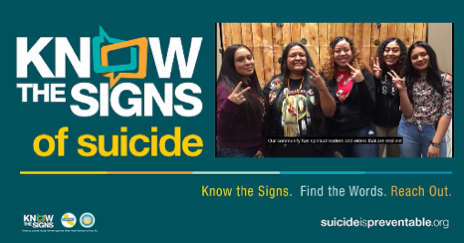 KNOW
THE SIGNS
of suicide
Our community has spiritual leaders and elders that are resilient
Know the Signs. Find the Words. Reach Out.
KNOW
THE SIGNS
suicideispreventable.org